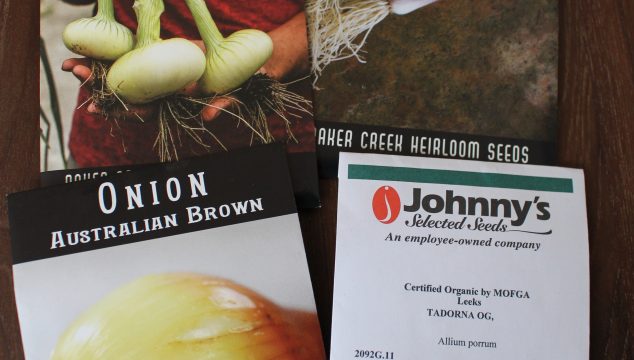 BAKER CREEK HEIRLOOM SEEDS
ONION
AUSTRALIAN BROWN
Johnny's
Selected Seeds
An employee-owned company
Certified Organic by MOFGA
Leeks
TADORNA OG,
Allium porrum
2092G.11